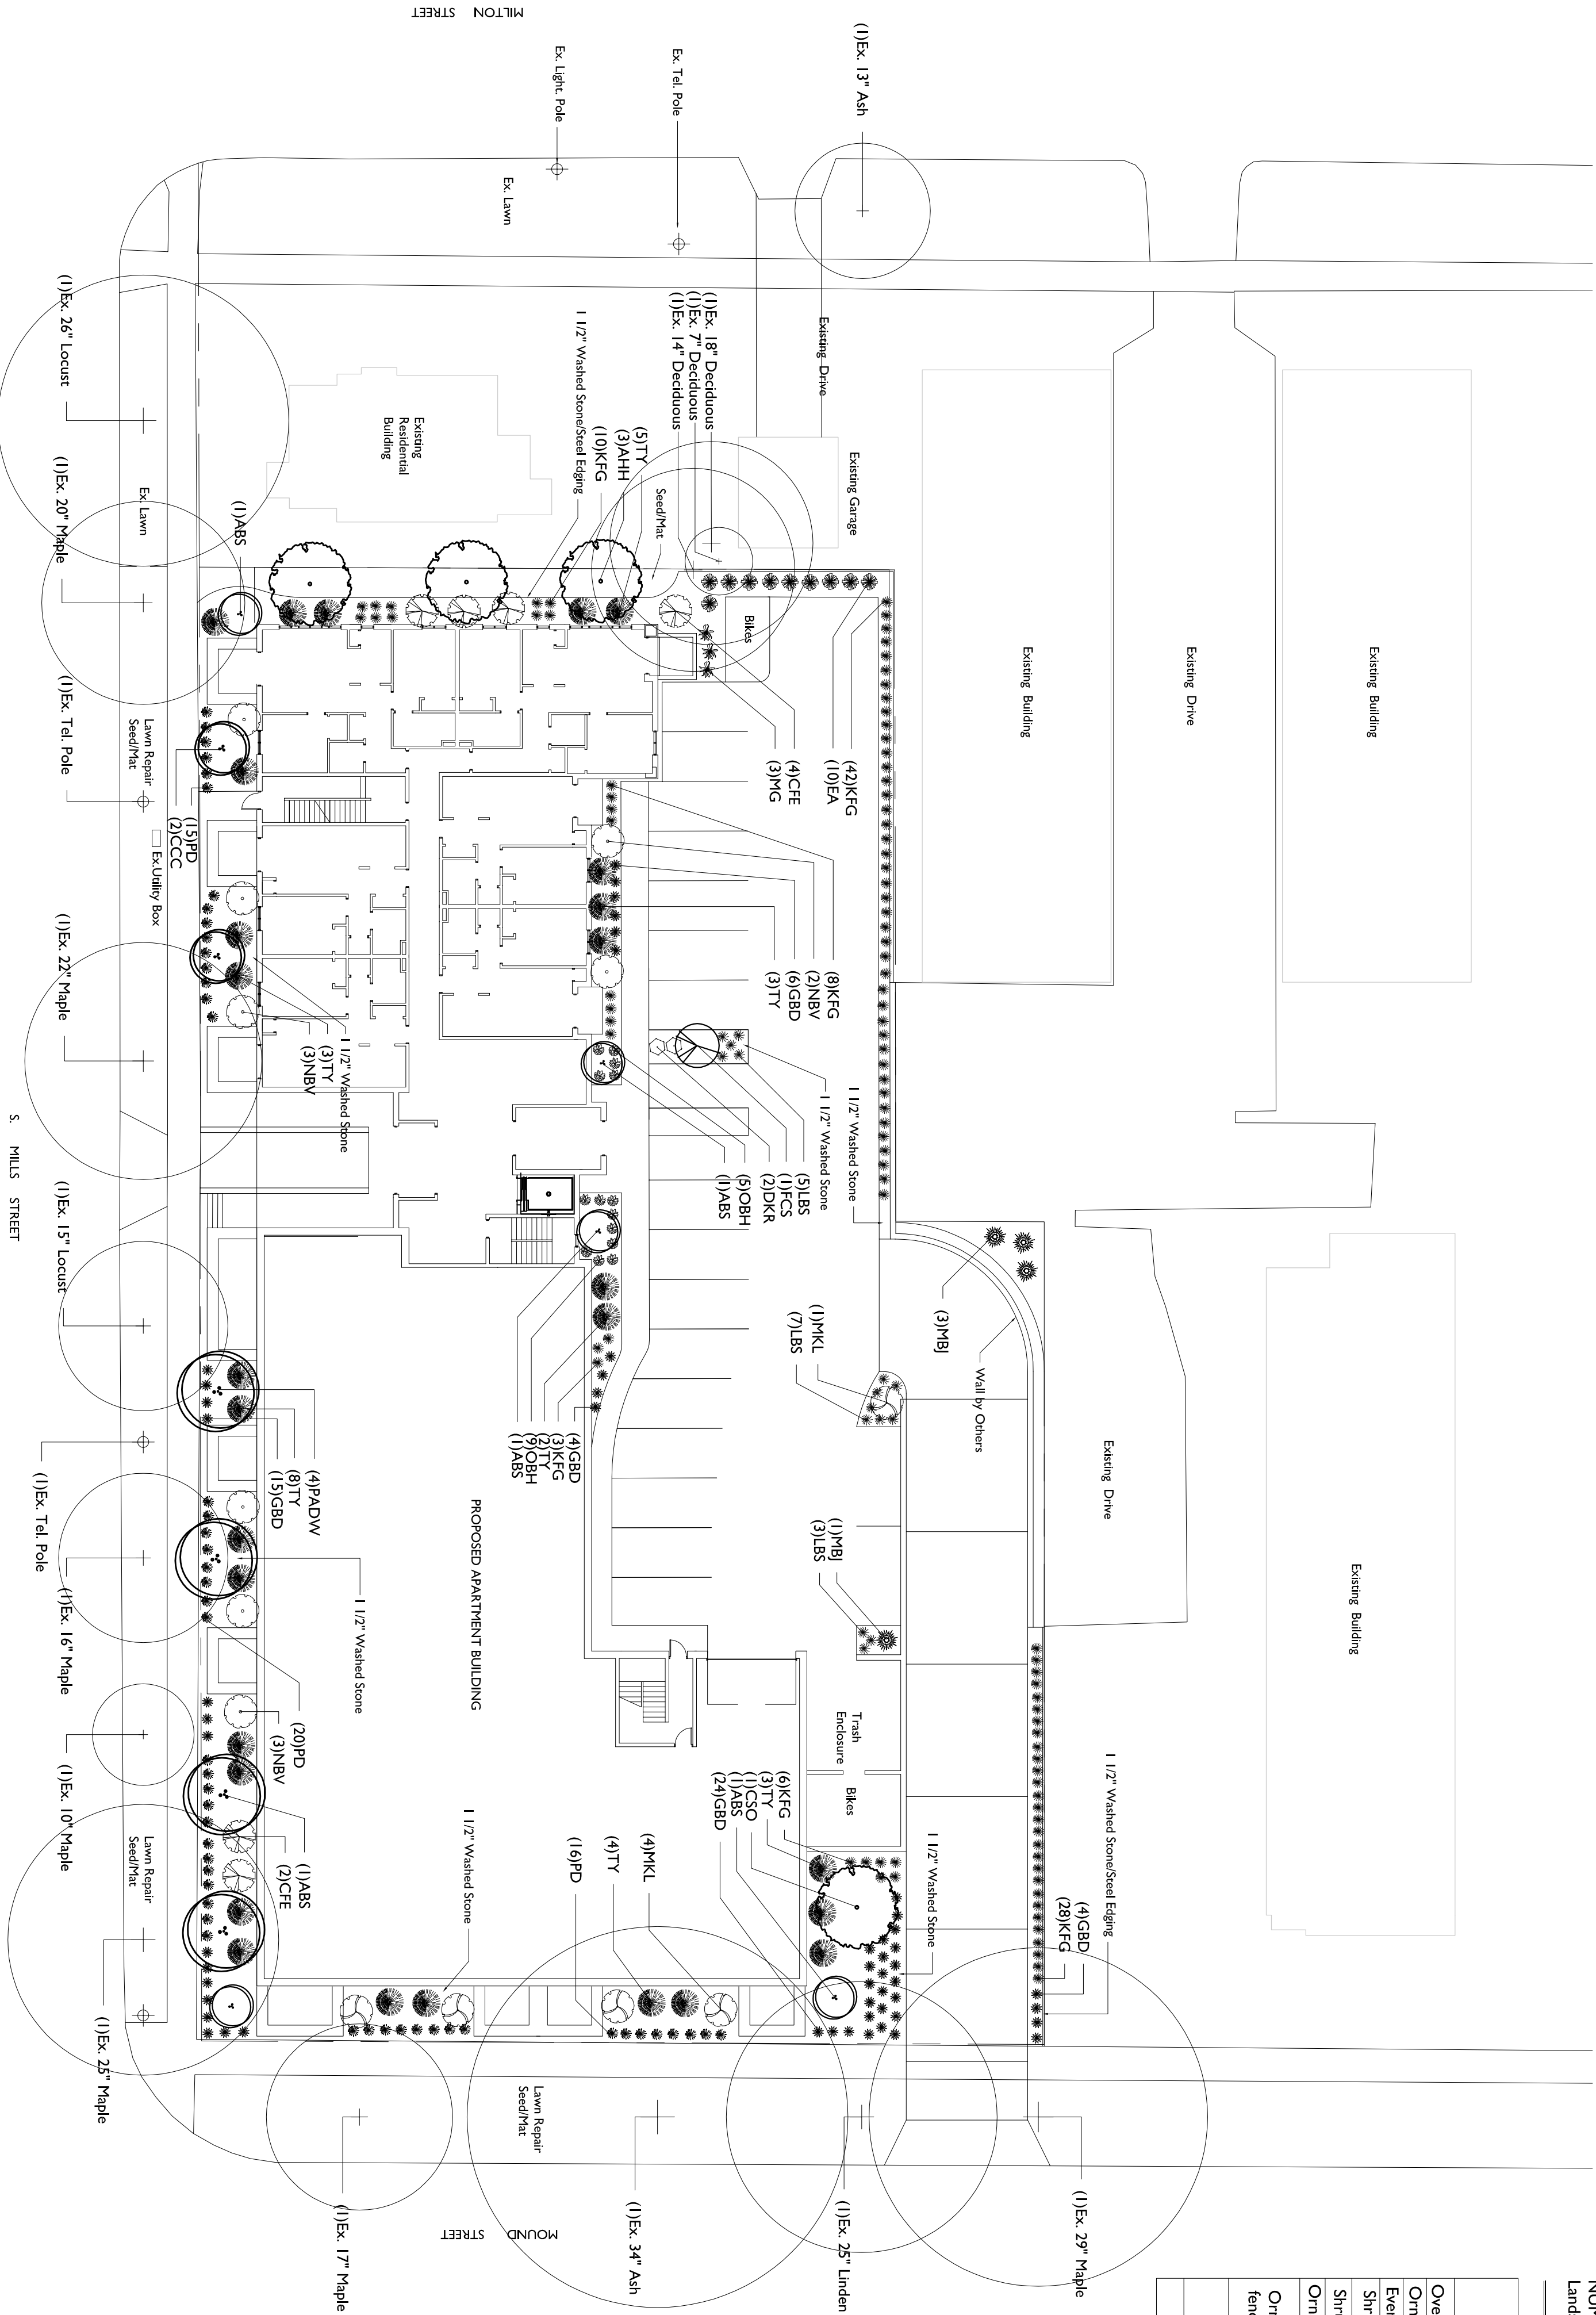 MILTON STREET
(1)Ex. 13" Ash
Ex. Tel. Pole
Ex. Light. Pole
Ex. Lawn
Existing Drive
Existing Garage
(1)Ex. 18" Deciduous
(1)Ex. 7" Deciduous
(1)Ex. 14" Deciduous
1 1/2" Washed Stone/Steel Edging
(5)TY
(3)AHH
(10)KFG
Seed/Mat
Existing
Residential
Building
(1)Ex. 26" Locust
(1)Ex. 20" Maple
Ex. Lawn
(1)ABS
(1)Ex. Tel. Pole
Lawn Repair
Seed/Mat
(15)PD
(2)CCC
Ex.Utility Box
(1)Ex. 22" Maple
Bikes
(4)CFE
(3)MG
(42)KFG
(10)EA
Existing Building
Existing Drive
Existing Building
(8)KFG
(2)NBV
(6)GBD
(3)TY
1 1/2" Washed Stone
(3)TY
(3)NBV
1 1/2" Washed Stone
1 1/2" Washed Stone
(5)LBS
(1)FCS
(2)DKR
(5)OBH
(1)ABS
S. MILLS STREET
(1)Ex. 15" Locust
(3)MBJ
Wall by Others
(1)MKL
(7)LBS
(4)GBD
(3)KFG
(2)TY
(9)OBH
(1)ABS
(4)PADW
(8)TY
(15)GBD
PROPOSED APARTMENT BUILDING
(1)MBJ
(3)LBS
Existing Drive
Existing Building
(1)Ex. Tel. Pole
(1)Ex. 16" Maple
1 1/2" Washed Stone
(20)PD
(3)NBV
Trash
Enclosure
Bikes
(6)KFG
(3)TY
(1)CSO
(1)ABS
(24)GBD
1 1/2" Washed Stone
1 1/2" Washed Stone/Steel Edging
(4)GBD
(28)KFG
(1)Ex. 10" Maple
Lawn Repair
Seed/Mat
(1)ABS
(2)CFE
1 1/2" Washed Stone
(16)PD
(4)TY
(4)MKL
(1)Ex. 25" Maple
Lawn Repair
Seed/Mat
MOUND STREET
(1)Ex. 17" Maple
(1)Ex. 34" Ash
(1)Ex. 25" Linden
(1)Ex. 29" Maple